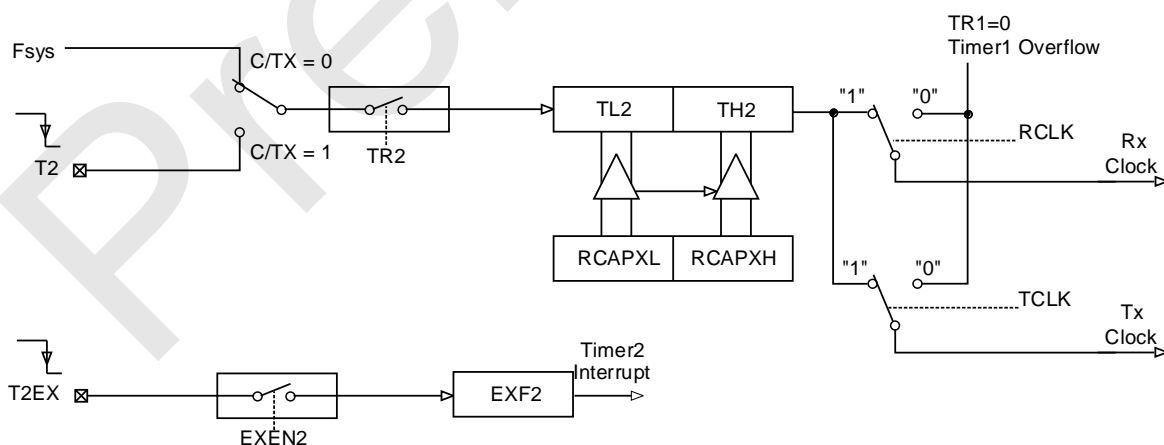 TR1=0
Timer1 Overflow
Fsys
C/TX = 0
T2
C/TX = 1
TR2
TL2
TH2
RCAPXL
RCAPXH
"1"
"0"
RCLK
Rx
Clock
"1"
"0"
TCLK
Tx
Clock
T2EX
EXEN2
EXF2
Timer2
Interrupt